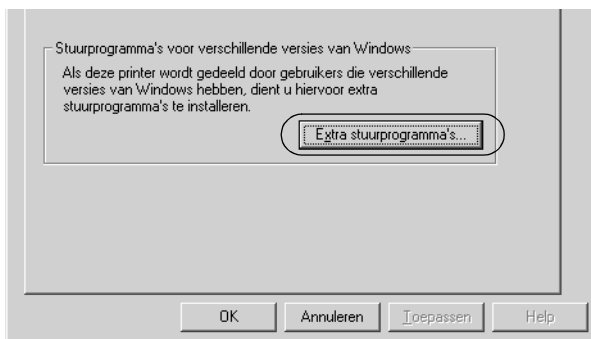 Stuurprogramma's voor verschillende versies van Windows
Als deze printer wordt gedeeld door gebruikers die verschillende
versies van Windows hebben, dient u hiervoor extra
stuurprogramma's te installeren.
Extra stuurprogramma's...
OK Annuleren Toepassen Help